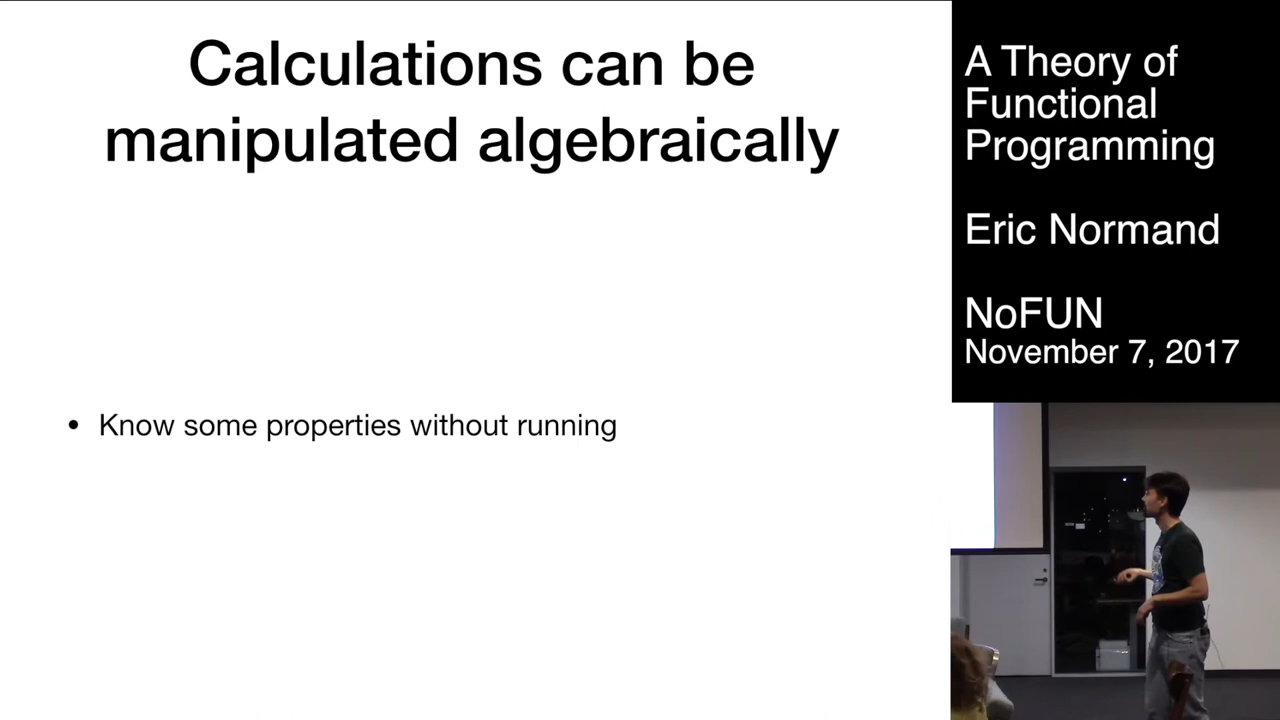 Calculations can be
manipulated algebraically
• Know some properties without running
A Theory of
Functional
Programming
Eric Normand
NoFUN
November 7, 2017